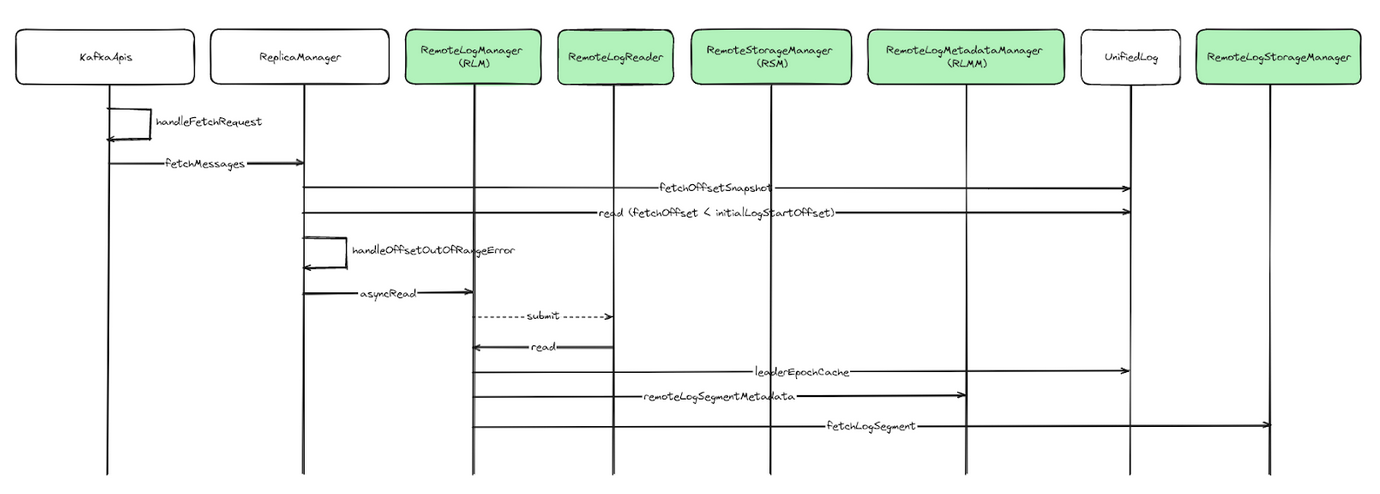 KafkaApis
ReplicaManager
RemoteLogManager
(RLM)
RemoteLogReader
RemoteStorageManager
(RSM)
RemoteLogMetadataManager
(RLMM)
UnifiedLog
RemoteLogStorageManager
handleFetchRequest
fetchMessages
fetchOffsetSnapshot
read (fetchOffset < initialLogStartOffset)
handleOffsetOutOfRangeError
asyncRead
submit
read
leaderEpochCache
remoteLogSegmentMetadata
fetchLogSegment